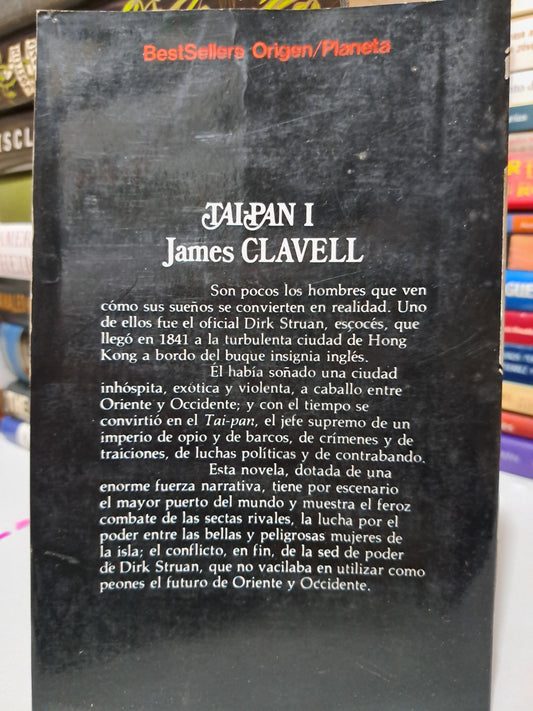 BestSellers Origen/Planeta
TAI-PAN I
James CLAVELL
Son pocos los hombres que ven
cómo sus sueños se convierten en realidad. Uno
de ellos fue el oficial Dirk Struan, escocés, que
llegó en 1841 a la turbulenta ciudad de Hong
Kong a bordo del buque insignia inglés.
Él había soñado una ciudad
inhóspita, exótica y violenta, a caballo entre
Oriente y Occidente; y con el tiempo se
convirtió en el Tai-pan, el jefe supremo de un
imperio de opio y de barcos, de crímenes y de
traiciones, de luchas políticas y de contrabando.
Esta novela, dotada de una
enorme fuerza narrativa, tiene por escenario
el mayor puerto del mundo y muestra el feroz
combate de las sectas rivales, la lucha por el
poder entre las bellas y peligrosas mujeres de
la isla; el conflicto, en fin, de la sed de poder
de Dirk Struan, que no vacilaba en utilizar como
peones el futuro de Oriente y Occidente.